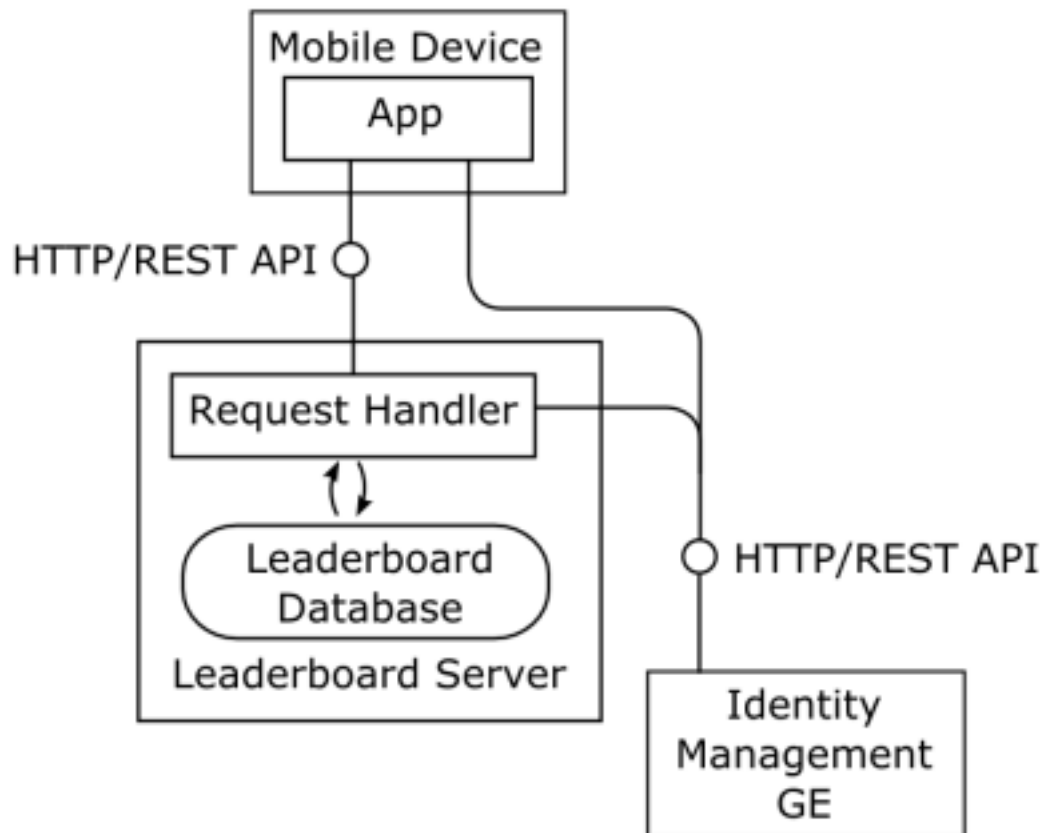 Mobile Device
App
HTTP/REST API
Request Handler
Leaderboard
Database
Leaderboard Server
HTTP/REST API
Identity
Management
GE